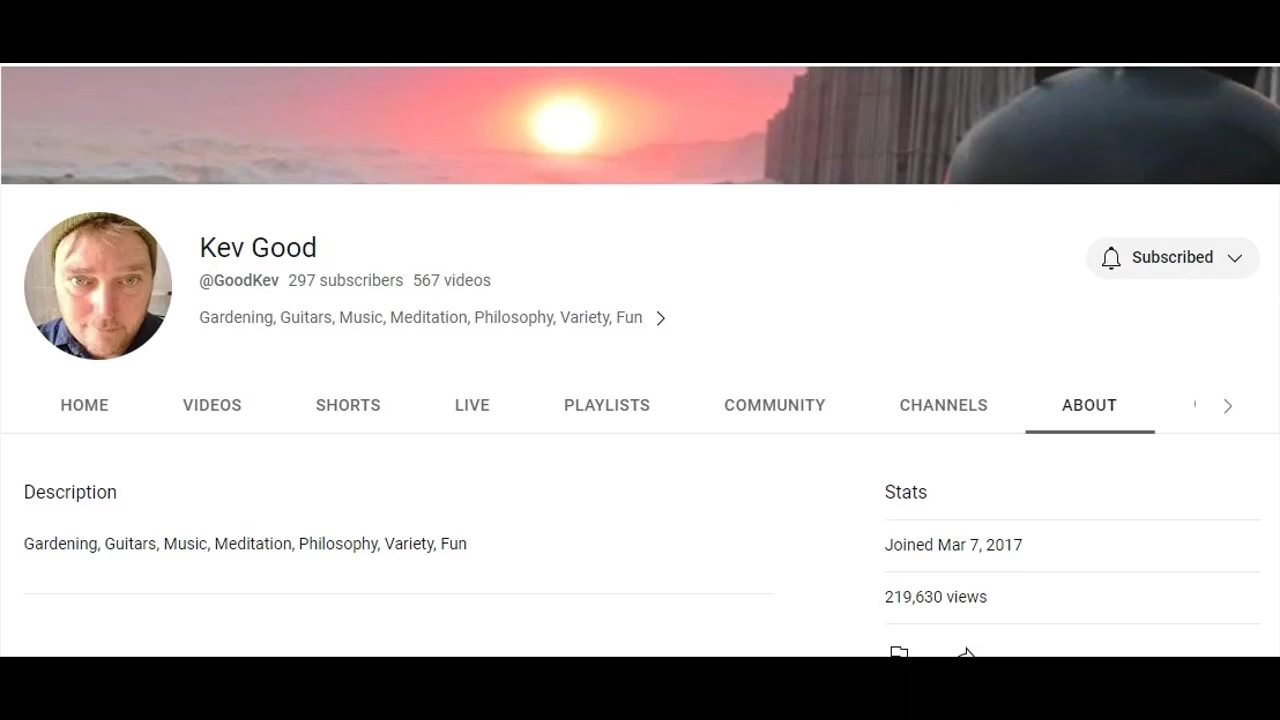 Kev Good
@GoodKev 297 subscribers 567 videos
Gardening, Guitars, Music, Meditation, Philosophy, Variety, Fun
Subscribed
HOME VIDEOS SHORTS LIVE PLAYLISTS COMMUNITY CHANNELS ABOUT
Description
Gardening, Guitars, Music, Meditation, Philosophy, Variety, Fun
Stats
Joined Mar 7, 2017
219,630 views